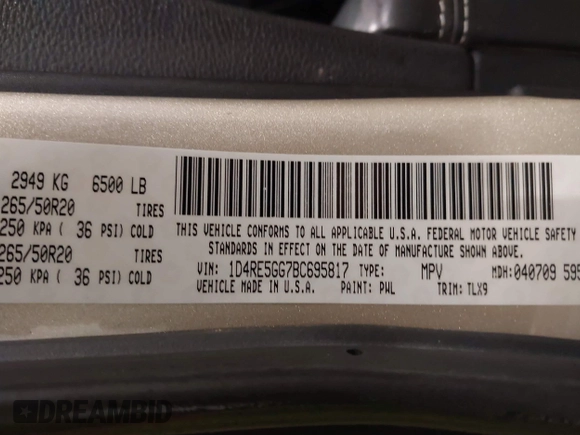 2949 KG 6500 LB
265/50R20 TIRES
250 KPA ( 36 PSI) COLD
265/50R20 TIRES
250 KPA ( 36 PSI) COLD
THIS VEHICLE CONFORMS TO ALL APPLICABLE U.S.A. FEDERAL MOTOR VEHICLE SAFETY
STANDARDS IN EFFECT ON THE DATE OF MANUFACTURE SHOWN ABOVE.
VIN: 1D4RE5GG7BC695817 TYPE: MPV MDH: 040709 595
VEHICLE MADE IN U.S.A. PAINT: PWL TRIM: TLX9
DREAMBID